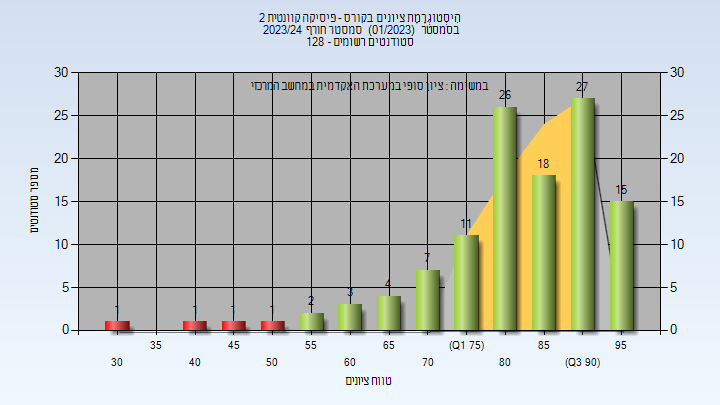 היסטוגרמת ציונים בקורס - פיסיקה קוונטית 2
בסמסטר (01/2023) סמסטר חורף 2023/24
סטודנטים רשומים - 128
במשימה : ציון סופי במערכת האקדמית במחשב המרכזי
מספר סטודנטים
30 25 20 15 10 5 0
30 25 20 15 10 5 0
1 1 1 1 2 3 4 7 11 26 18 27 15
35 45 55 65 (Q1 75) 85 95
30 40 50 60 70 80 (Q3 90)
טווח ציונים